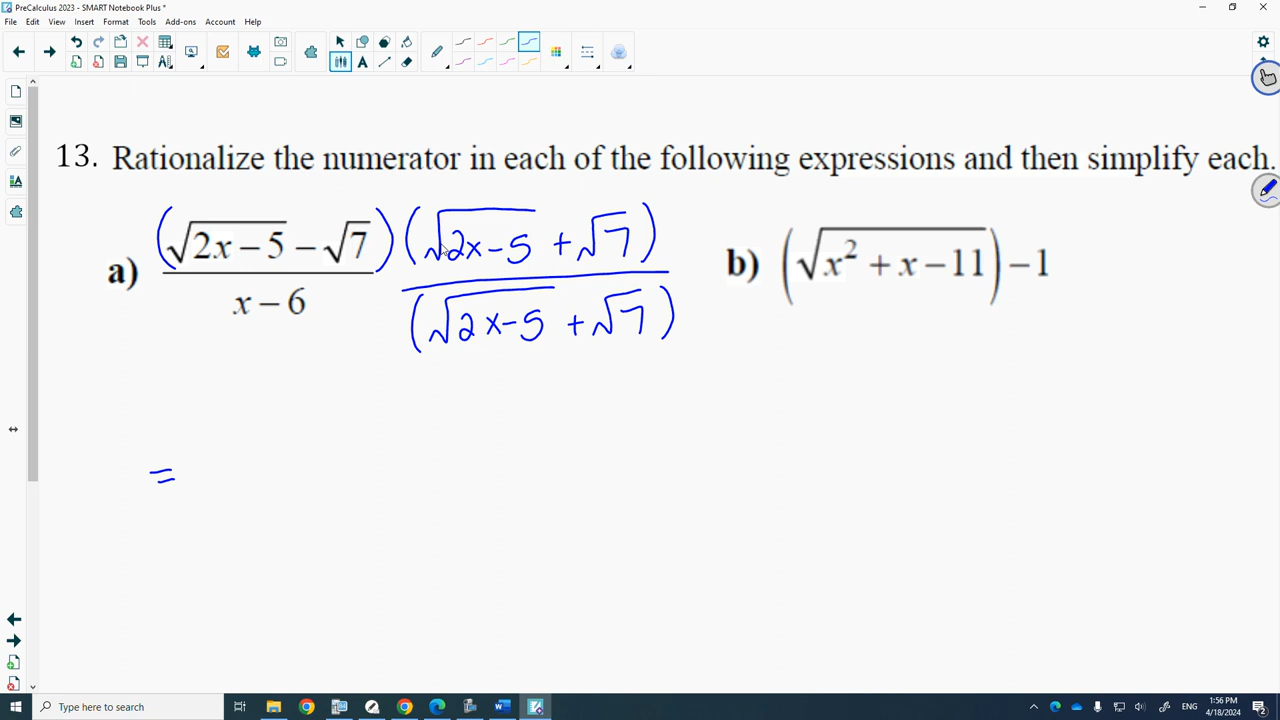 PreCalculus 2023 - SMART Notebook Plus *
File Edit View Insert Format Tools Add-ons Account Help
13. Rationalize the numerator in each of the following expressions and then simplify each.
a) (√2x – 5 – √7) (√2x – 5 + √7)
x – 6 (√2x – 5 + √7)
b) (√x² + x – 11) – 1
=
Type here to search
ENG
1:56 PM
4/18/2024
2